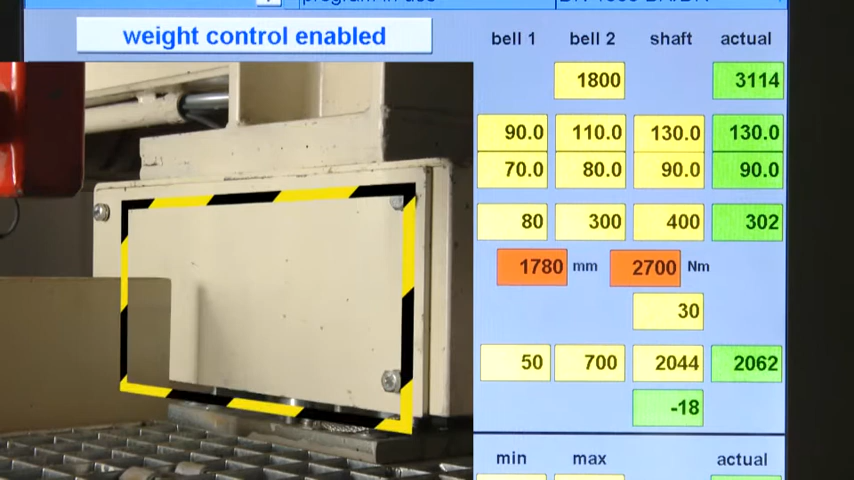 weight control enabled
bell 1 bell 2 shaft actual
1800 3114
90.0 110.0 130.0 130.0
70.0 80.0 90.0 90.0
80 300 400 302
1780 mm 2700 Nm
30
50 700 2044 2062
-18
min max actual